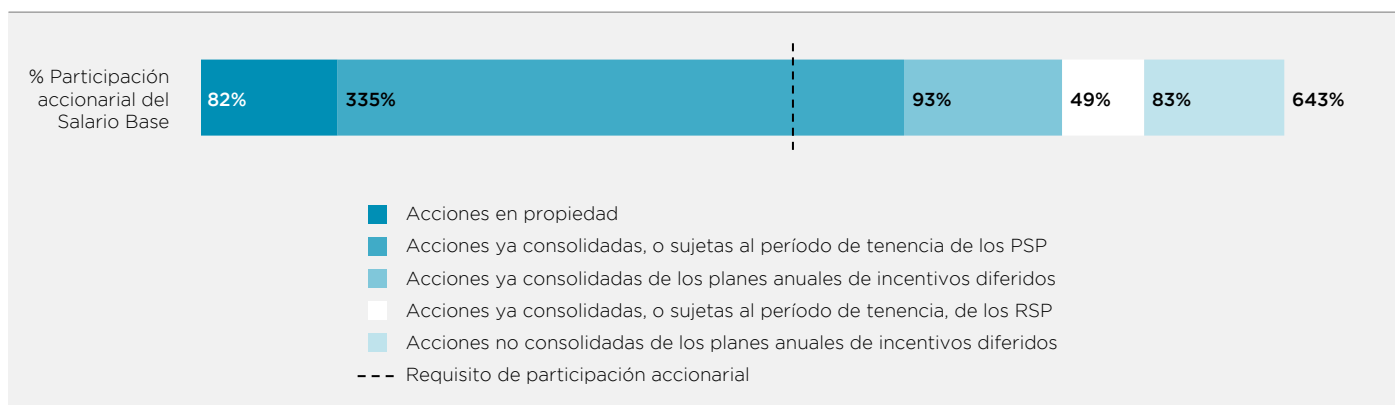 % Participación
accionarial del
Salario Base
82%
335%
93%
49%
83%
643%
Acciones en propiedad
Acciones ya consolidadas, o sujetas al período de tenencia de los PSP
Acciones ya consolidadas de los planes anuales de incentivos diferidos
Acciones ya consolidadas, o sujetas al período de tenencia, de los RSP
Acciones no consolidadas de los planes anuales de incentivos diferidos
Requisito de participación accionarial